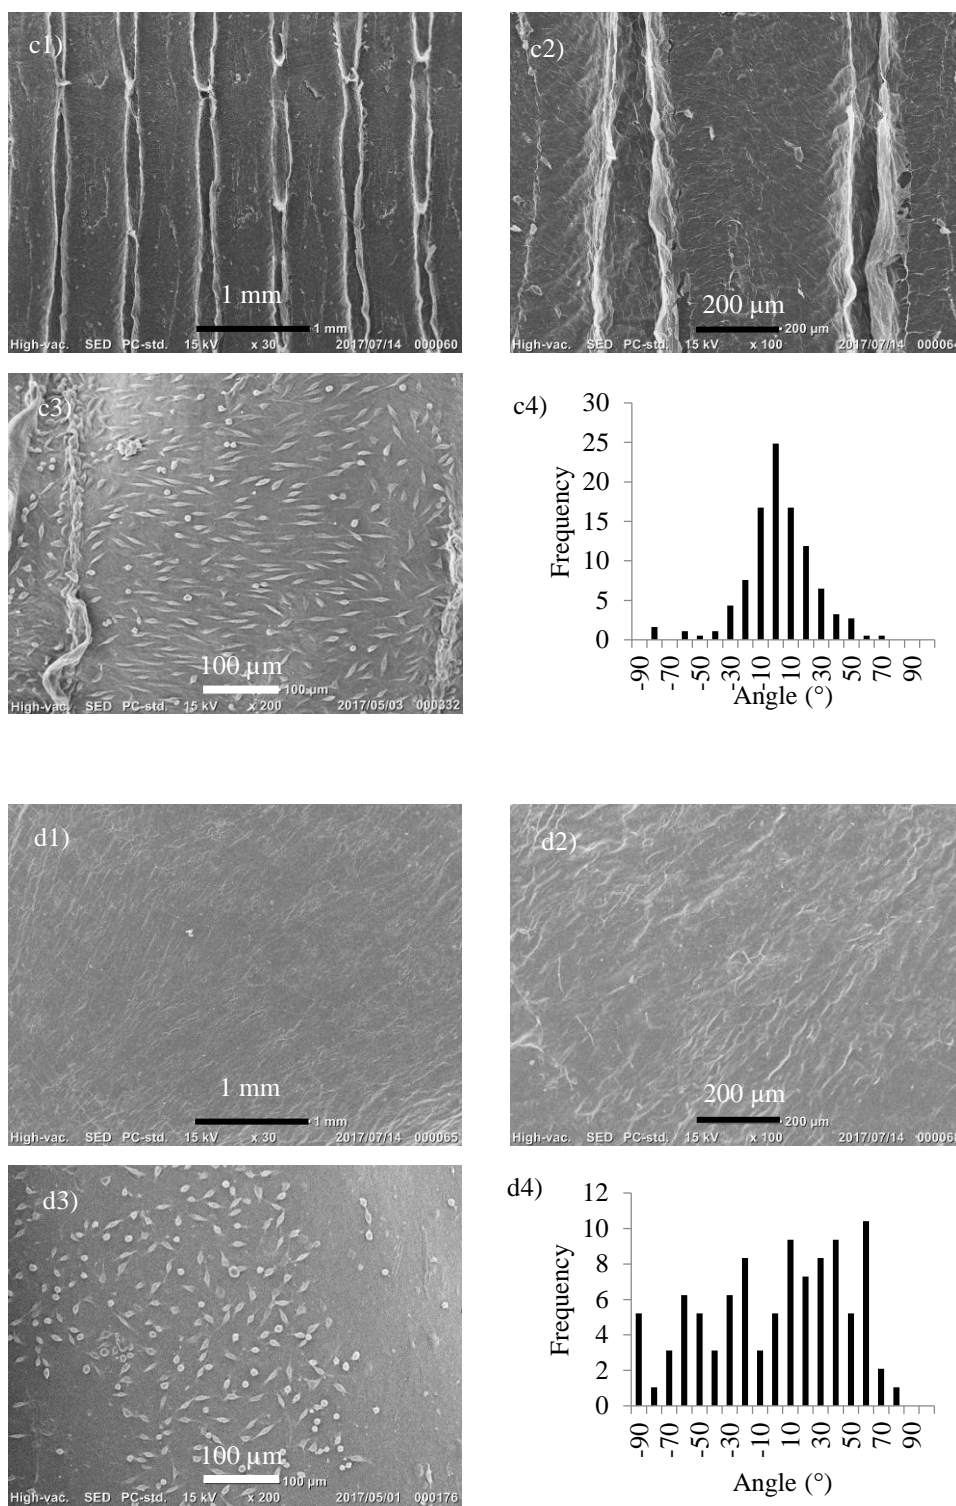 c1)
1 mm
1 mm
High-vac. SED PC-std. 15 kV x 30 2017/07/14 000060
c2)
200 µm
200 µm
High-vac. SED PC-std. 15 kV x 100 2017/07/14
c3)
100 µm
100 µm
High-vac. SED PC-std. 15 kV x 200 2017/05/03 000332
c4)
30
25
20
15
10
5
0
Frequency
-90
-70
-50
-30
-10
10
30
50
70
90
Angle (°)
d1)
1 mm
1 mm
High-vac. SED PC-std. 15 kV x 30 2017/07/14 000065
d2)
200 µm
200 µm
High-vac. SED PC-std. 15 kV x 100 2017/07/14
d3)
100 µm
100 µm
High-vac. SED PC-std. 15 kV x 200 2017/05/01 000176
d4)
12
10
8
6
4
2
0
Frequency
-90
-70
-50
-30
-10
10
30
50
70
90
Angle (°)